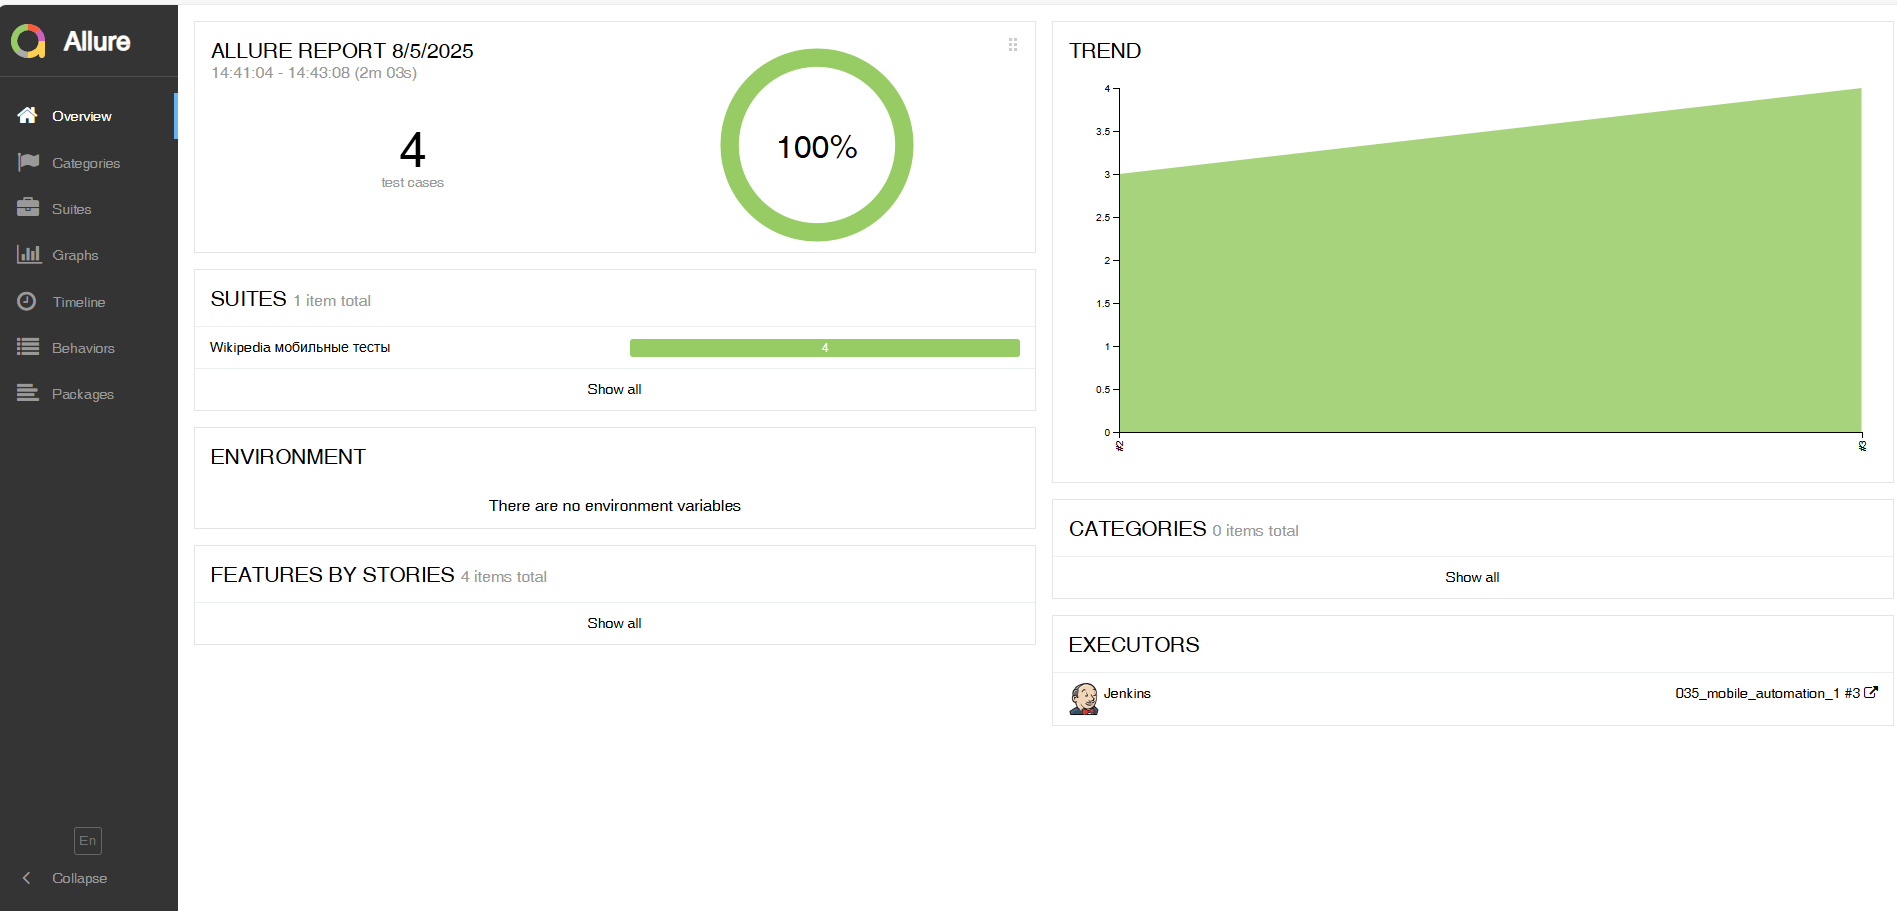 Allure
Overview
Categories
Suites
Graphs
Timeline
Behaviors
Packages
En
Collapse
ALLURE REPORT 8/5/2025
14:41:04 - 14:43:08 (2m 03s)
4
test cases
100%
SUITES 1 item total
Wikipedia мобильные тесты 4
Show all
ENVIRONMENT
There are no environment variables
FEATURES BY STORIES 4 items total
Show all
TREND
4
3.5
3
2.5
2
1.5
1
0.5
0
#2
#3
CATEGORIES 0 items total
Show all
EXECUTORS
Jenkins 035_mobile_automation_1 #3